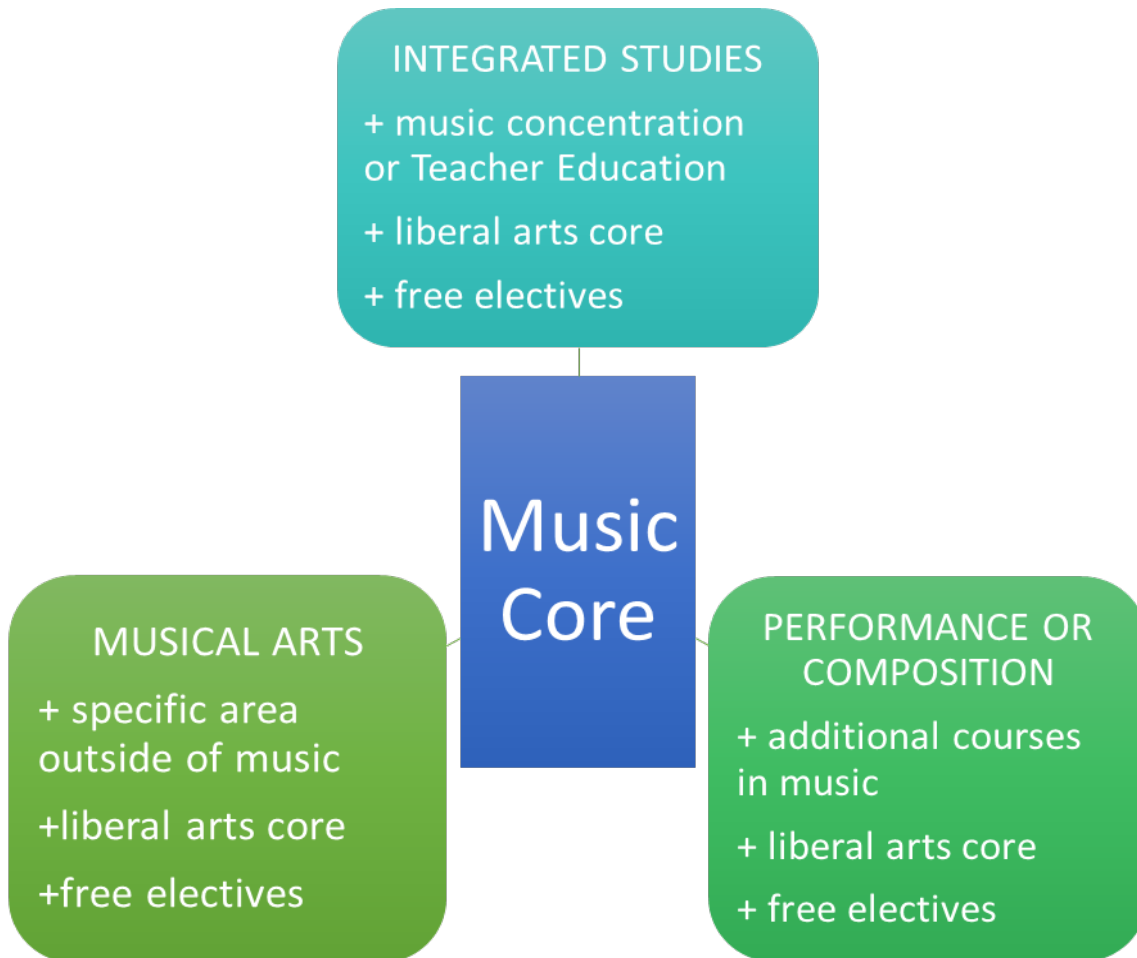 INTEGRATED STUDIES
+ music concentration
or Teacher Education
+ liberal arts core
+ free electives
Music
Core
MUSICAL ARTS
+ specific area
outside of music
+liberal arts core
+free electives
PERFORMANCE OR
COMPOSITION
+ additional courses
in music
+ liberal arts core
+ free electives